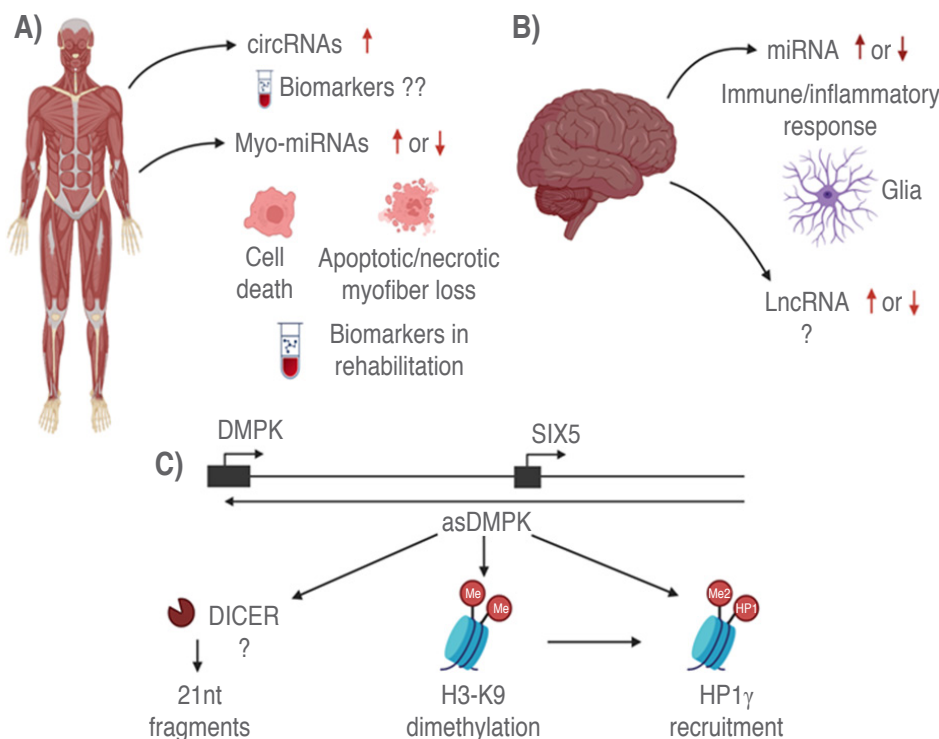 A)
circRNAs ↑
Biomarkers ??
Myo-miRNAs ↑ or ↓
Cell
death
Apoptotic/necrotic
myofiber loss
Biomarkers in
rehabilitation
B)
miRNA ↑ or ↓
Immune/inflammatory
response
Glia
LncRNA ↑ or ↓
?
C)
DMPK
SIX5
asDMPK
DICER
?
21nt
fragments
Me
Me
H3-K9
dimethylation
Me2
HP1
HP1γ
recruitment